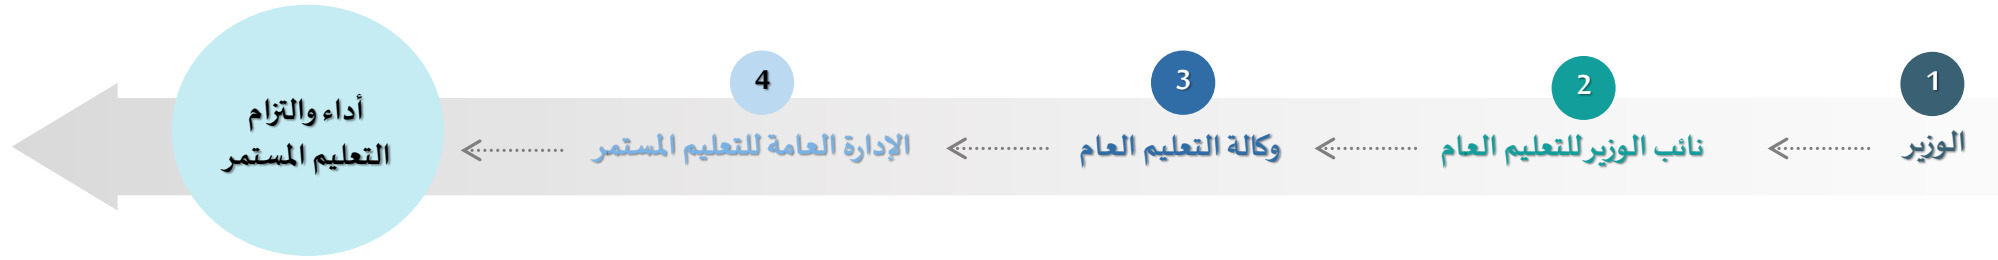 1
الوزير
2
نائب الوزير للتعليم العام
3
وكالة التعليم العام
4
الإدارة العامة للتعليم المستمر
أداء والتزام
التعليم المستمر